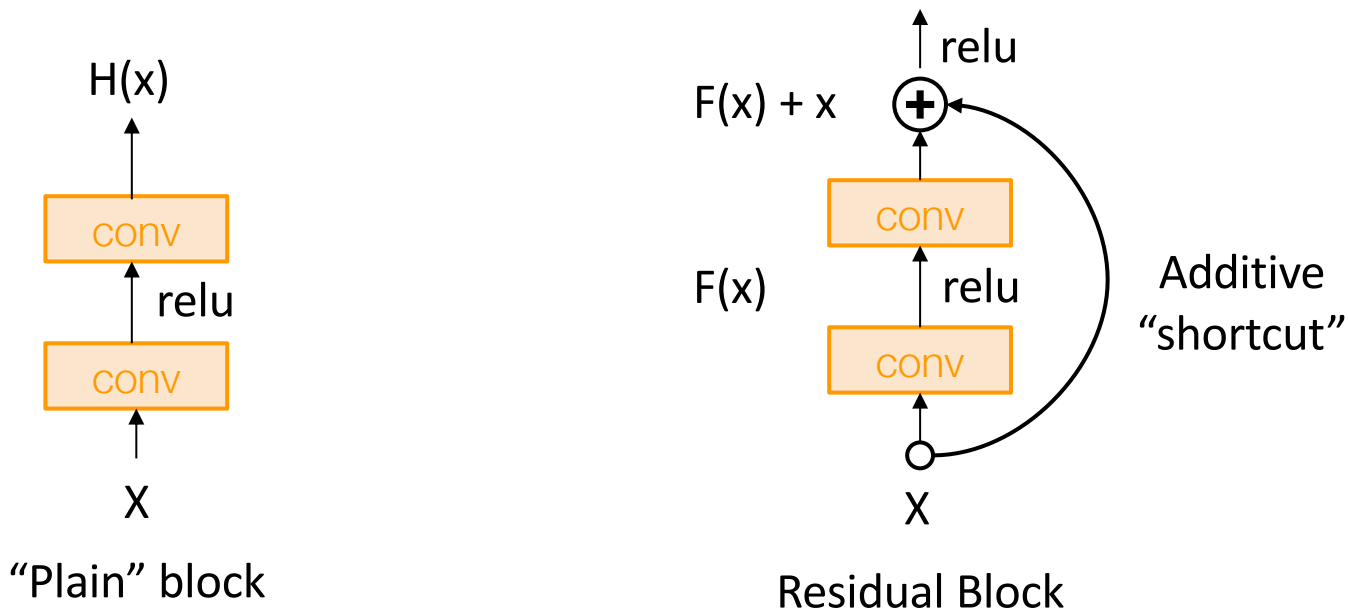 H(x)
conv
relu
conv
X
“Plain” block
relu
F(x) + x
+
conv
F(x)
relu
Additive
“shortcut”
conv
X
Residual Block